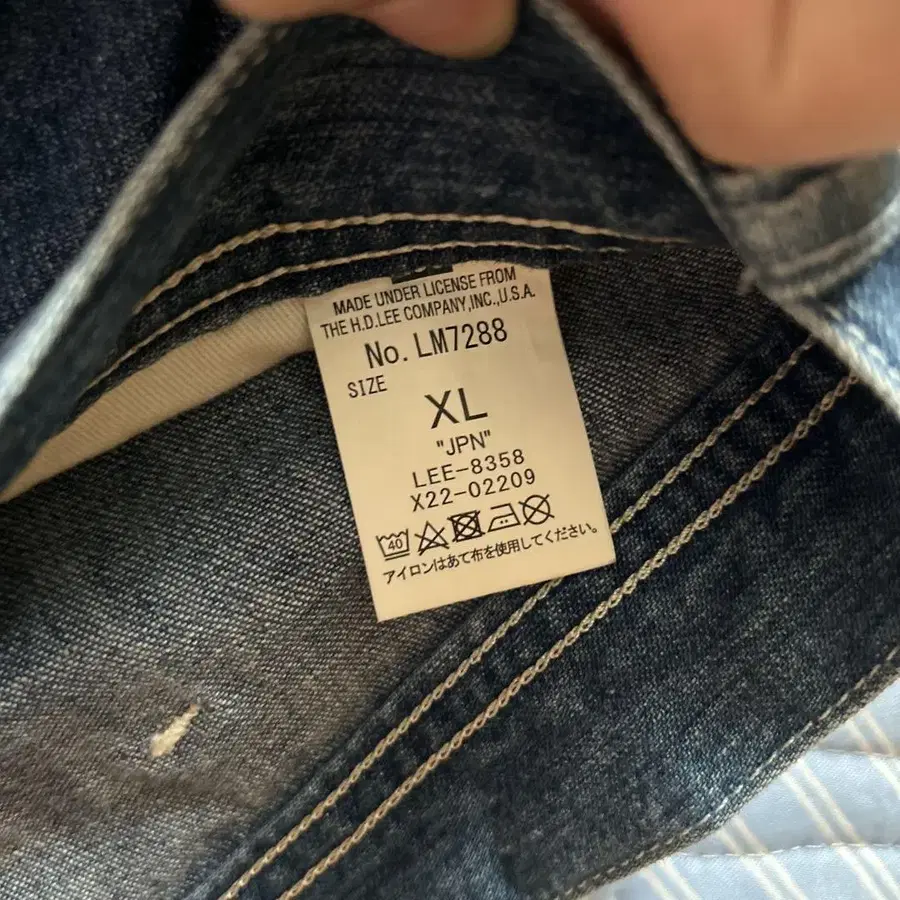 MADE UNDER LICENSE FROM
THE H.D.LEE COMPANY,INC.,U.S.A.
No. LM7288
SIZE
XL
"JPN"
LEE-8358
X22-02209
40
アイロンはあて布を使用してください。